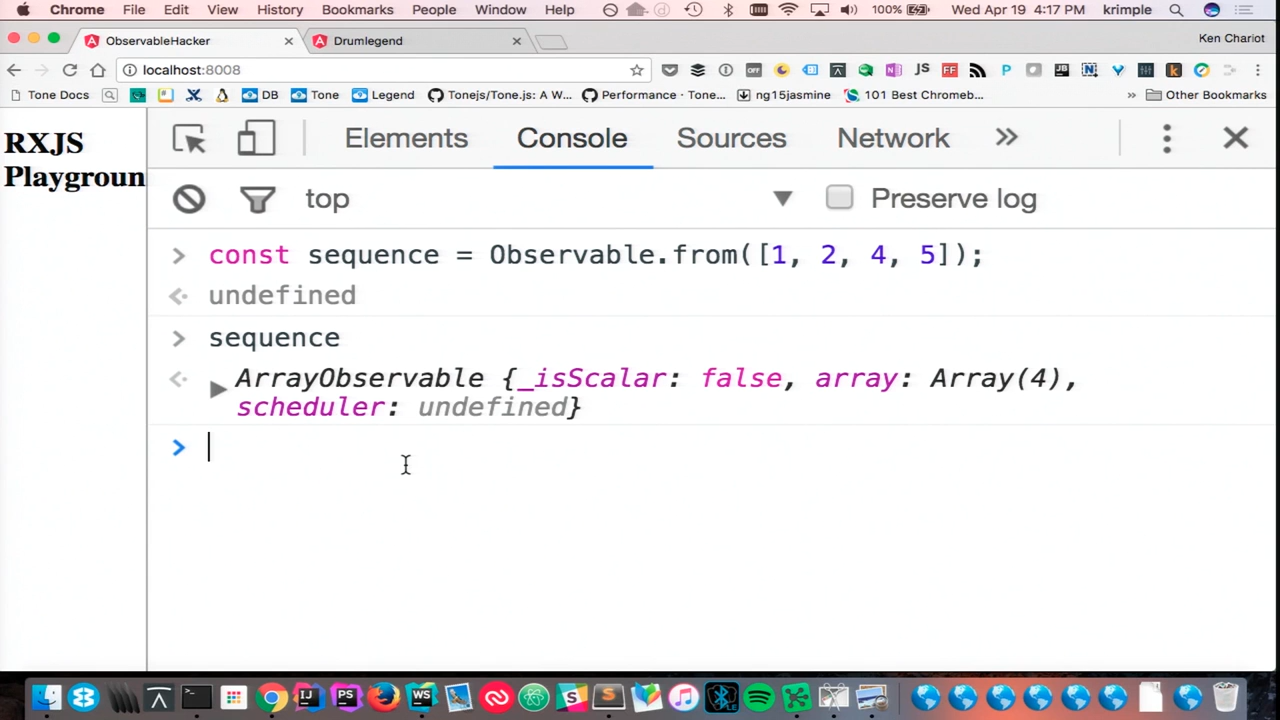 Chrome File Edit View History Bookmarks People Window Help 100% Wed Apr 19 4:17 PM krimple
ObservableHacker Drumlegend Ken Chariot
localhost:8008
Tone Docs DB Tone Legend Tonejs/Tone.js: A W... Performance · Tone... ng15jasmine 101 Best Chromeb... » Other Bookmarks
RXJS
Playgroun
Elements Console Sources Network »
top Preserve log
> const sequence = Observable.from([1, 2, 4, 5]);
undefined
> sequence
ArrayObservable {_isScalar: false, array: Array(4),
scheduler: undefined}
>